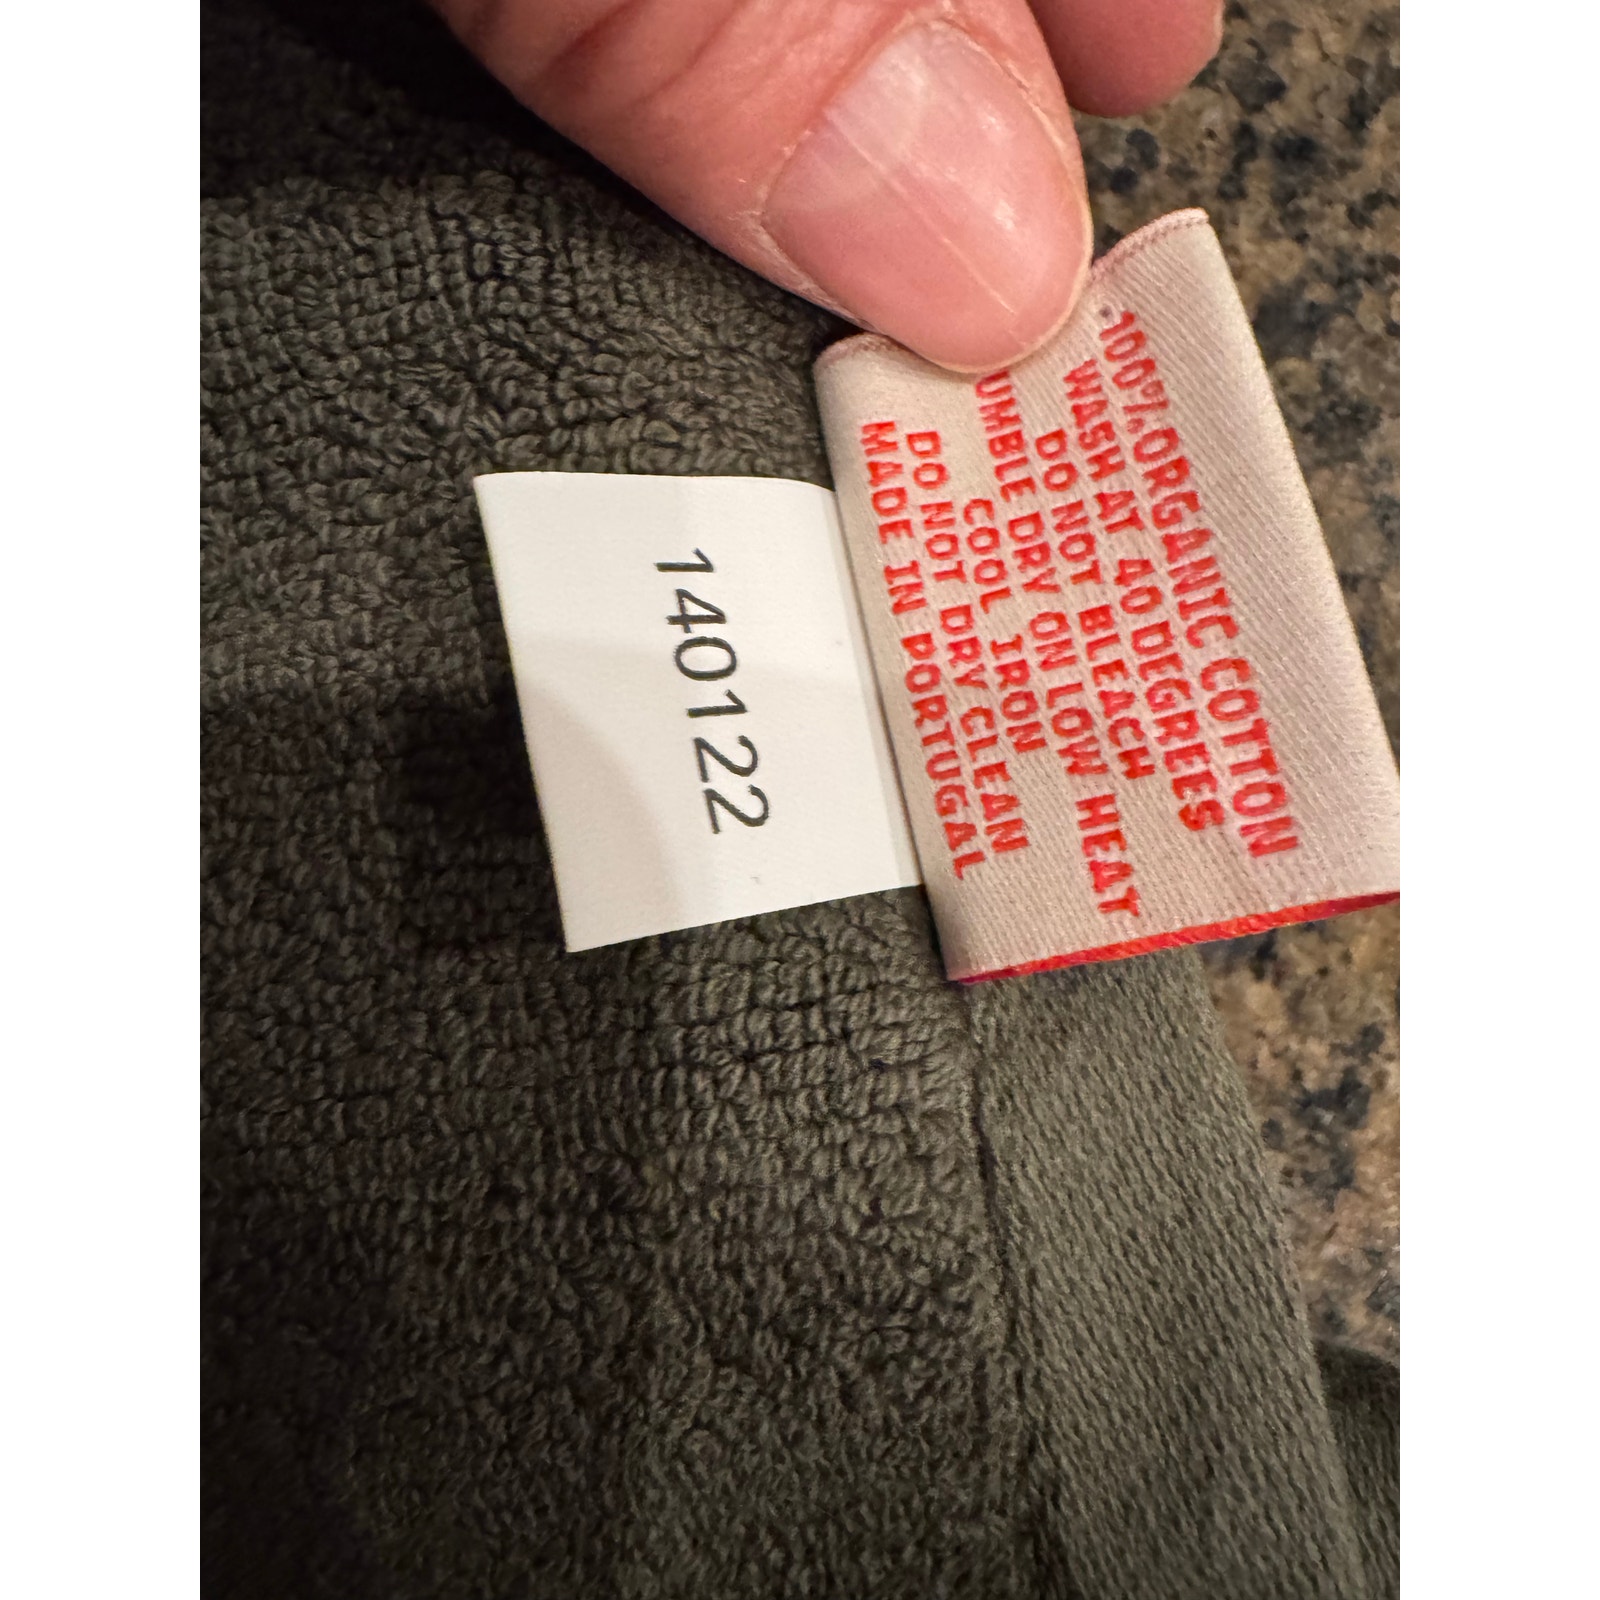 100% ORGANIC COTTON
WASH AT 40 DEGREES
DO NOT BLEACH
UMBLE DRY ON LOW HEAT
COOL IRON
DO NOT DRY CLEAN
MADE IN PORTUGAL
140122